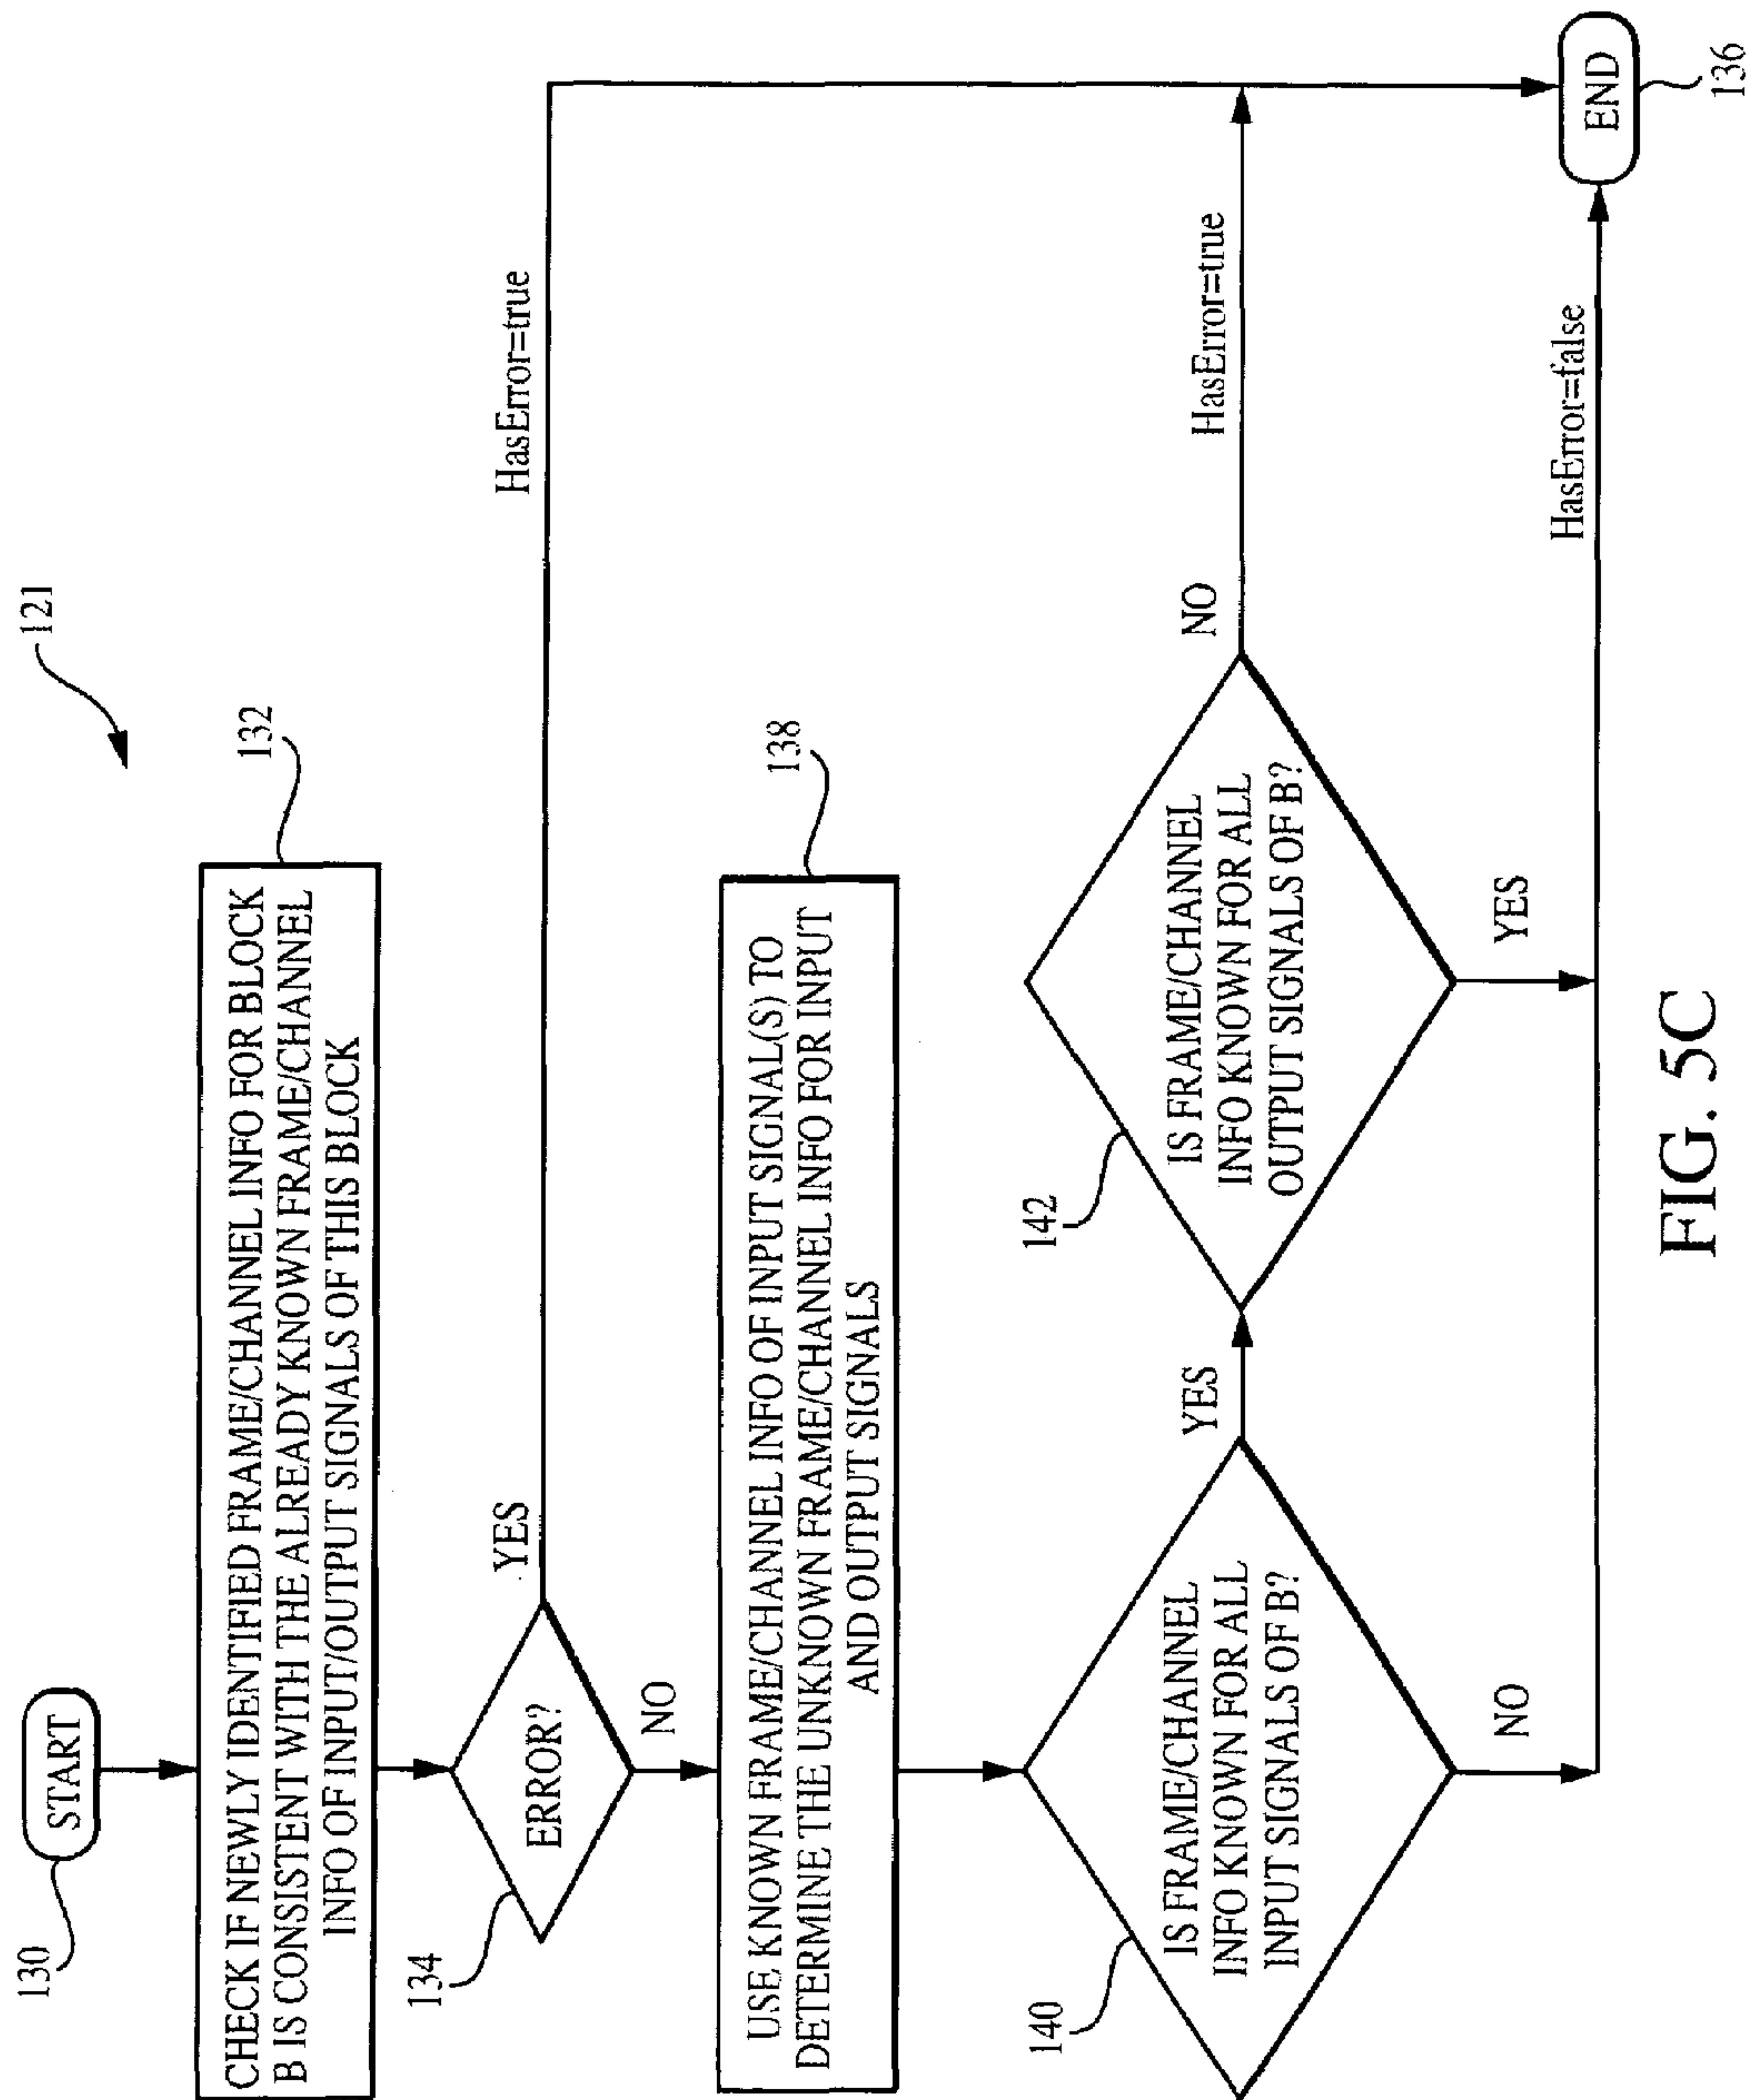 121
130
START
132
CHECK IF NEWLY IDENTIFIED FRAME/CHANNEL INFO FOR BLOCK
B IS CONSISTENT WITH THE ALREADY KNOWN FRAME/CHANNEL
INFO OF INPUT/OUTPUT SIGNALS OF THIS BLOCK
134
ERROR?
YES
HasError=true
NO
138
USE KNOWN FRAME/CHANNEL INFO OF INPUT SIGNAL(S) TO
DETERMINE THE UNKNOWN FRAME/CHANNEL INFO FOR INPUT
AND OUTPUT SIGNALS
140
IS FRAME/CHANNEL
INFO KNOWN FOR ALL
INPUT SIGNALS OF B?
YES
142
IS FRAME/CHANNEL
INFO KNOWN FOR ALL
OUTPUT SIGNALS OF B?
NO
HasError=true
NO
YES
HasError=false
END
136
FIG. 5C